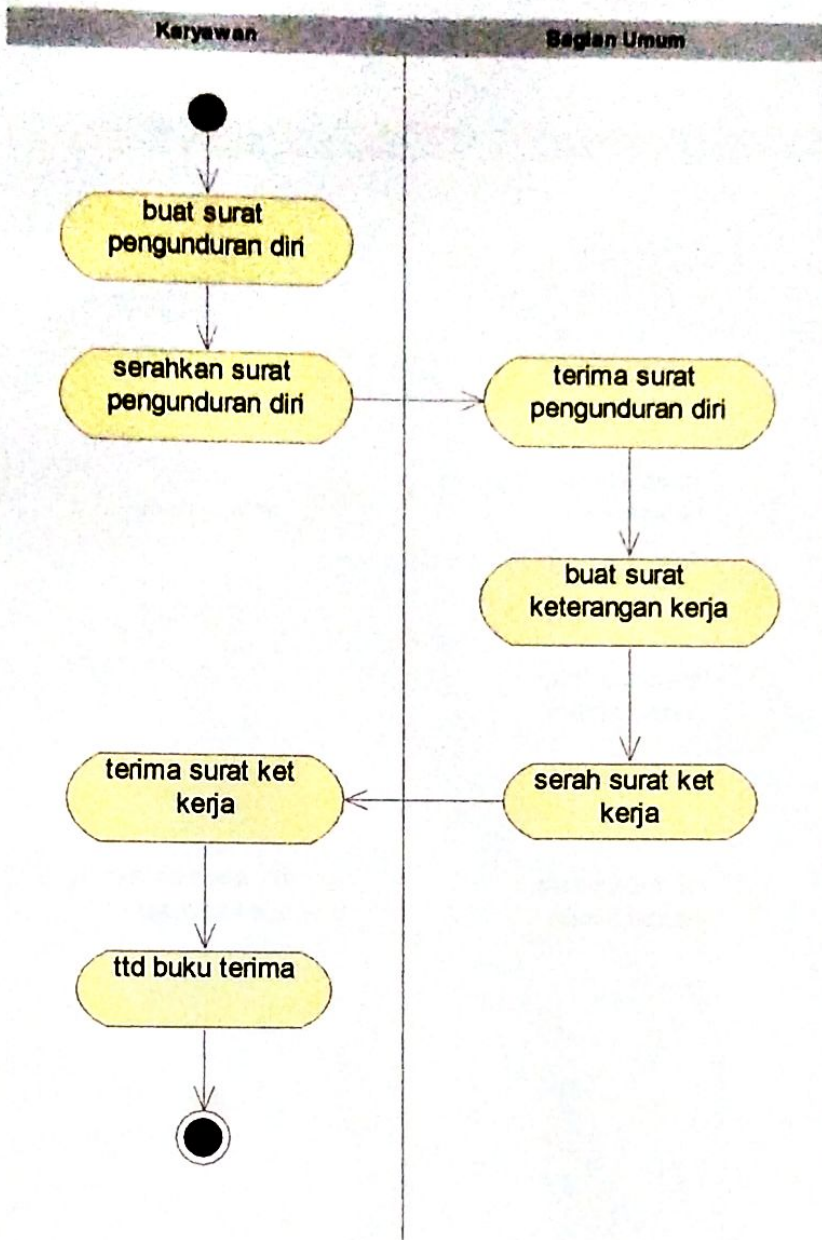 Karyawan
Bagian Umum
buat surat
pengunduran diri
serahkan surat
pengunduran diri
terima surat
pengunduran diri
buat surat
keterangan kerja
serah surat ket
kerja
terima surat ket
kerja
ttd buku terima